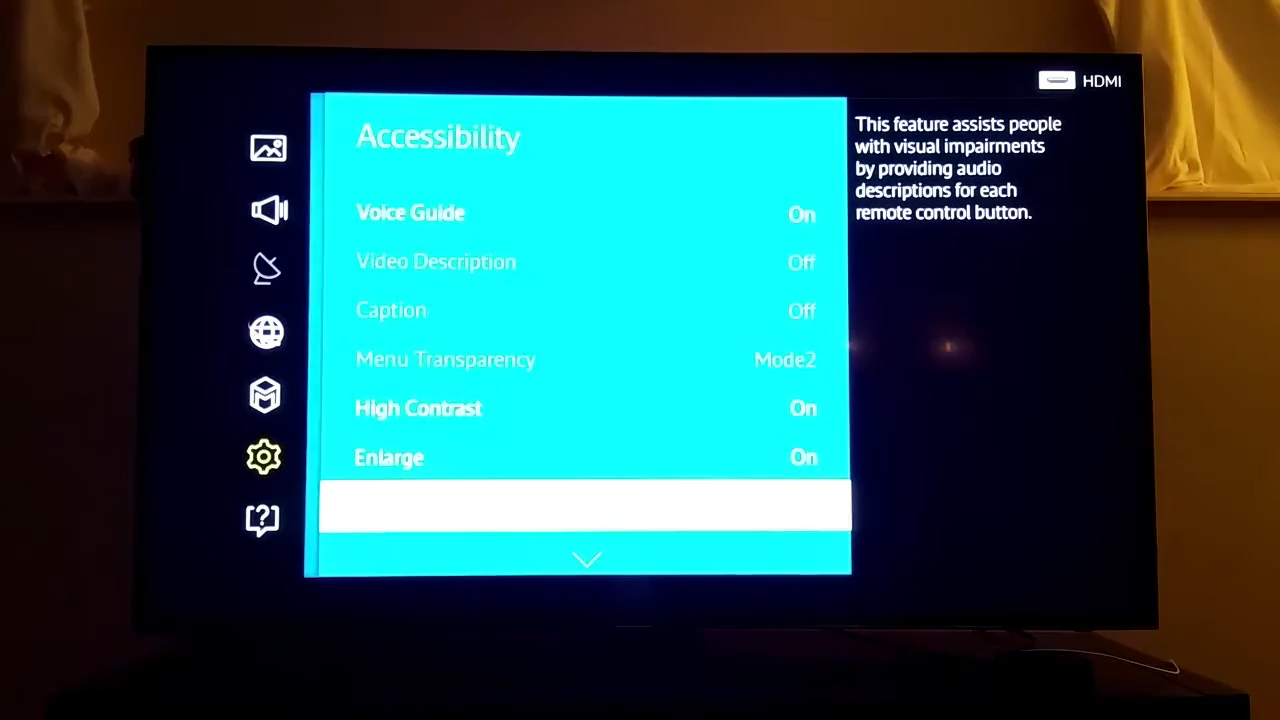 HDMI
Accessibility
Voice Guide On
Video Description Off
Caption Off
Menu Transparency Mode2
High Contrast On
Enlarge On
This feature assists people
with visual impairments
by providing audio
descriptions for each
remote control button.